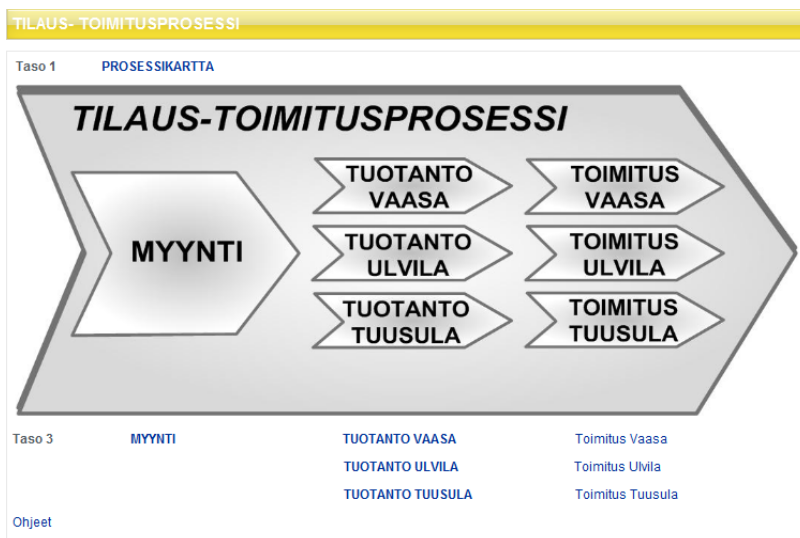 TILAUS- TOIMITUSPROSESSI
Taso 1 PROSESSIKARTTA
TILAUS-TOIMITUSPROSESSI
MYYNTI
TUOTANTO
VAASA
TOIMITUS
VAASA
TUOTANTO
ULVILA
TOIMITUS
ULVILA
TUOTANTO
TUUSULA
TOIMITUS
TUUSULA
Taso 3 MYYNTI TUOTANTO VAASA Toimitus Vaasa
TUOTANTO ULVILA Toimitus Ulvila
TUOTANTO TUUSULA Toimitus Tuusula
Ohjeet